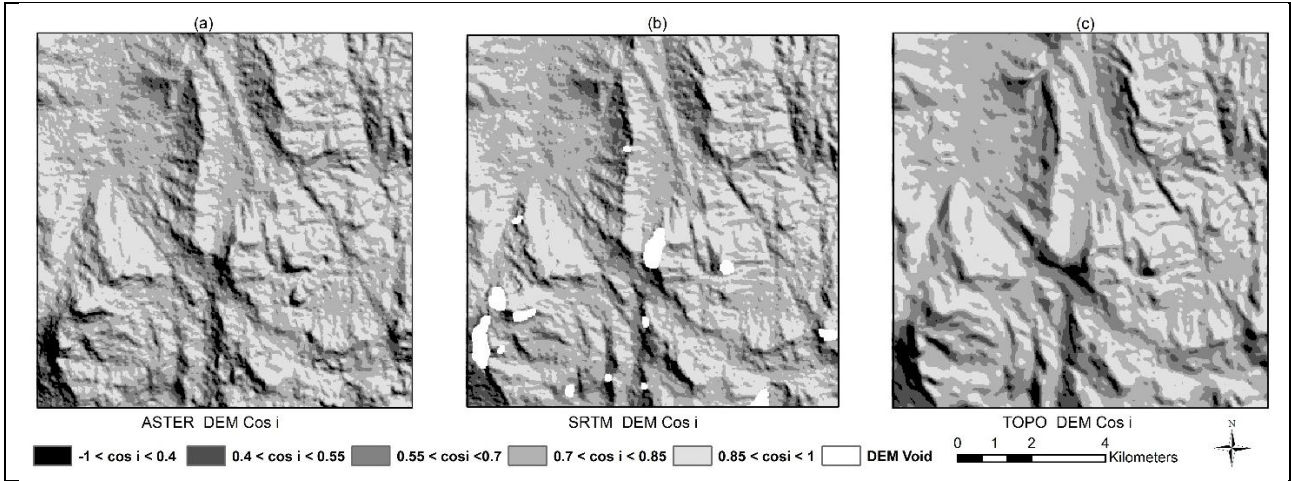 (a) (b) (c)
ASTER DEM Cos i SRTM DEM Cos i TOPO DEM Cos i
-1 < cos i < 0.4 0.4 < cos i < 0.55 0.55 < cosi <0.7 0.7 < cos i < 0.85 0.85 < cos i < 1 DEM Void
0 1 2 4
Kilometers
N